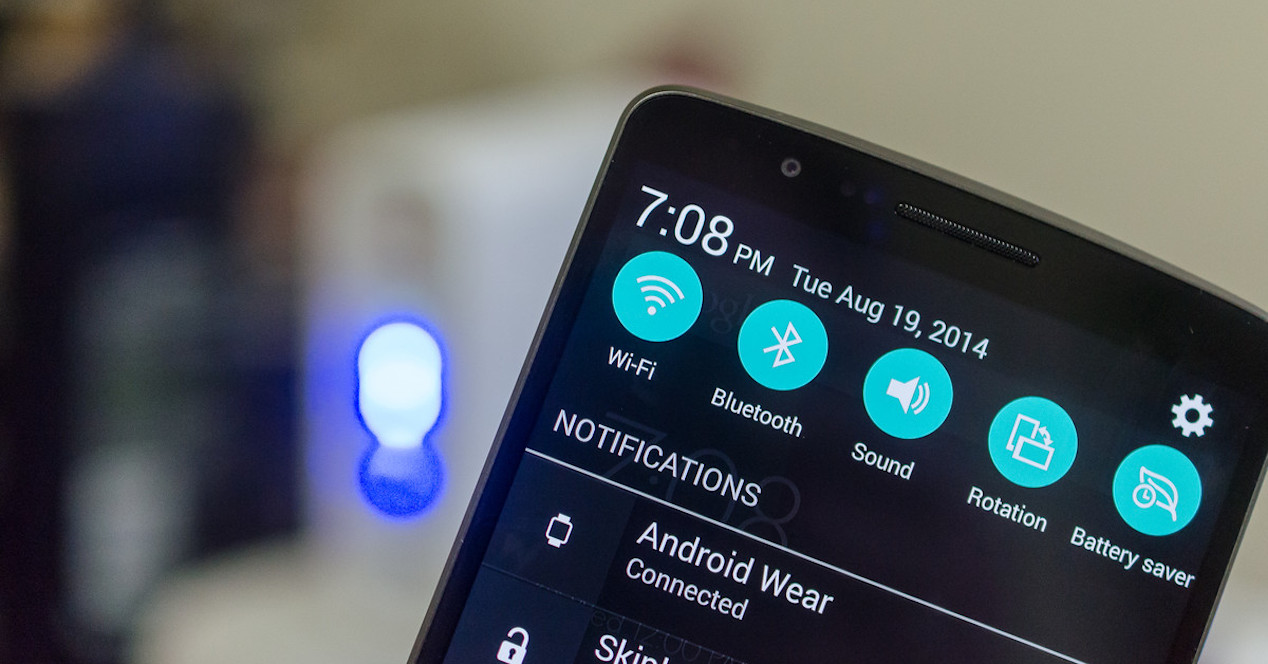 7:08 PM Tue Aug 19, 2014
Wi-Fi
Bluetooth
Sound
Rotation
Battery saver
NOTIFICATIONS
Android Wear
Connected